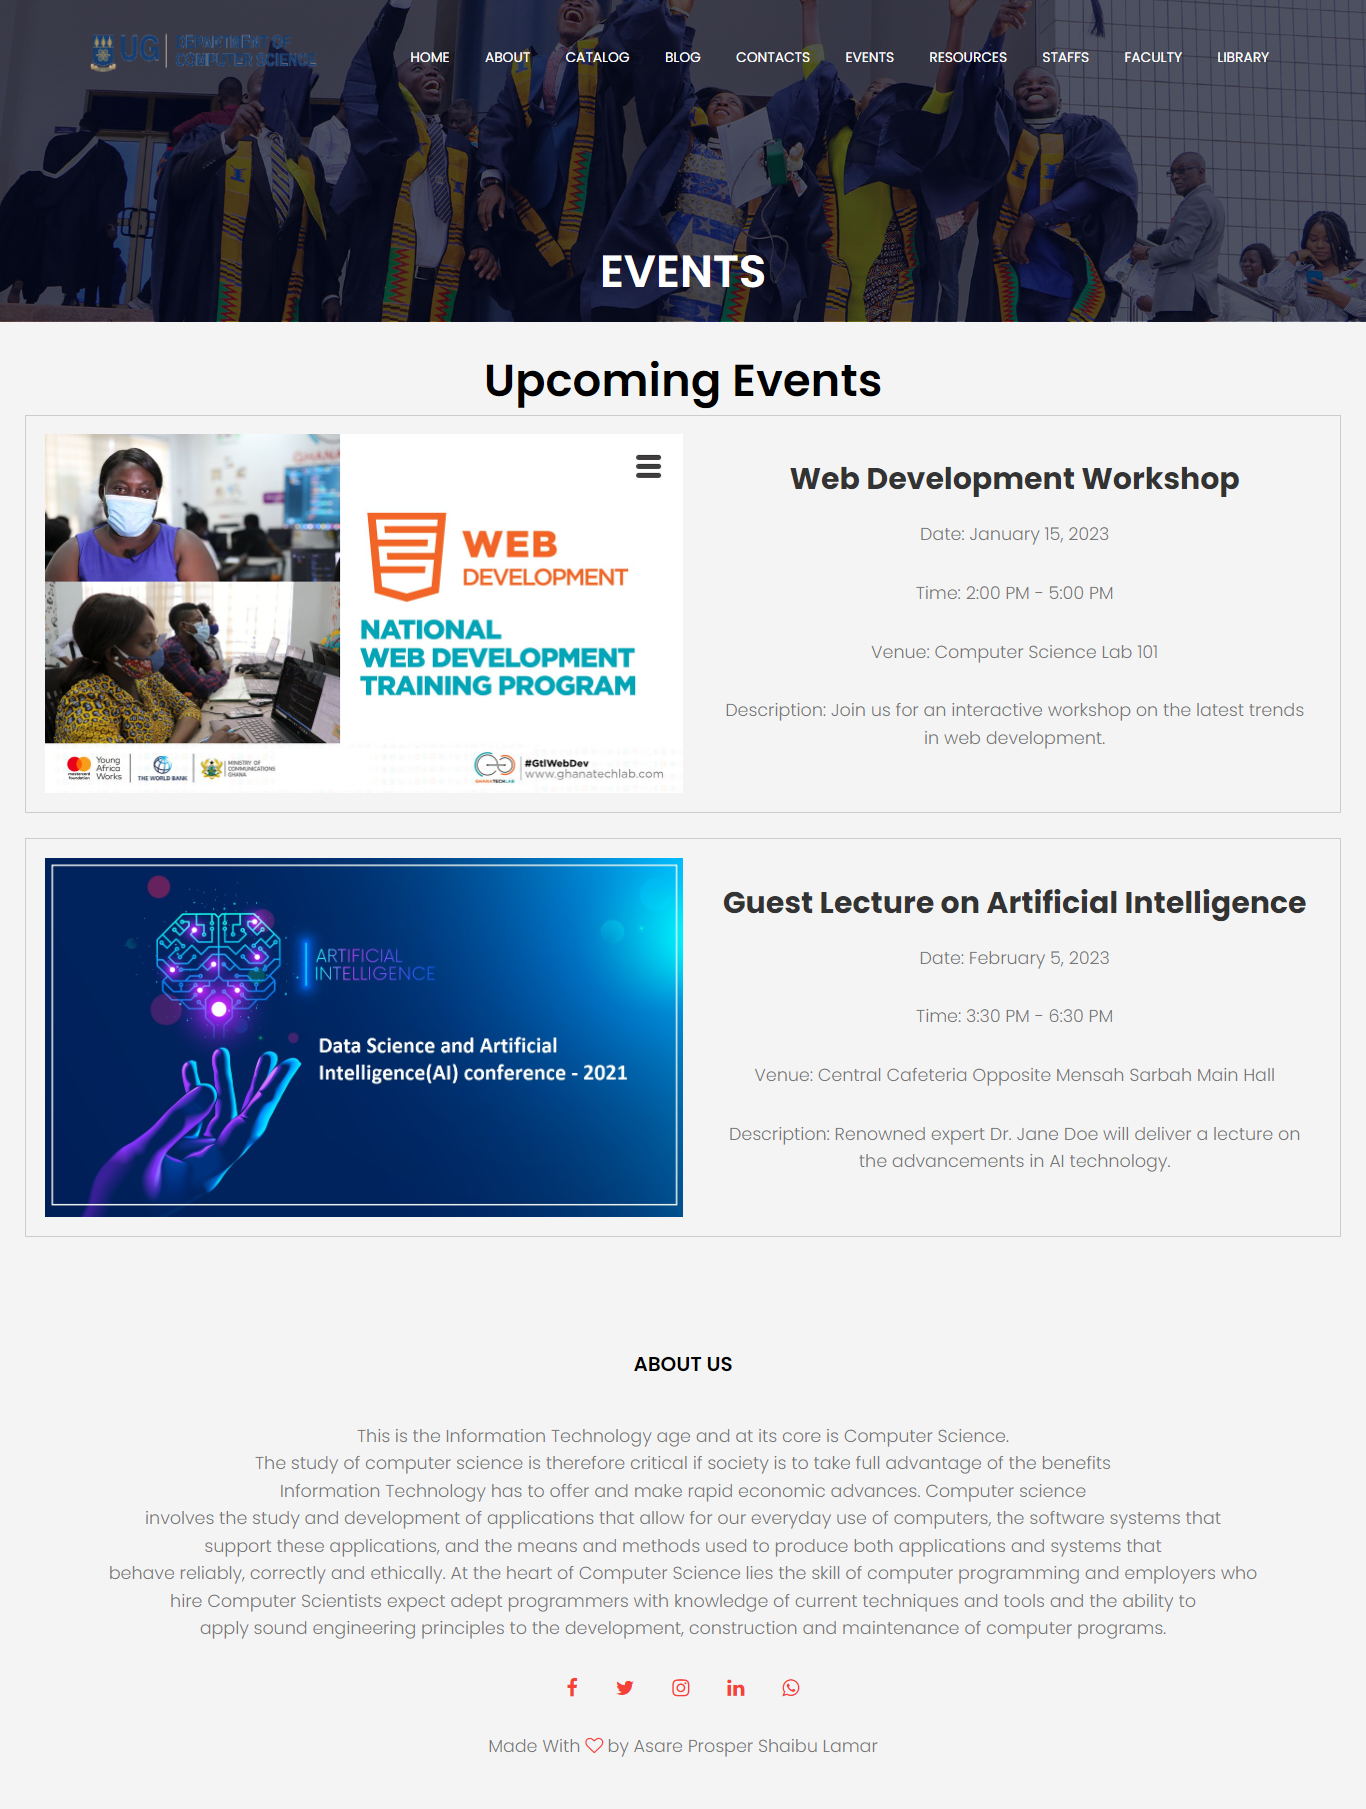 UG
DEPARTMENT OF
COMPUTER SCIENCE
HOME
ABOUT
CATALOG
BLOG
CONTACTS
EVENTS
RESOURCES
STAFFS
FACULTY
LIBRARY
EVENTS
Upcoming Events
WEB
DEVELOPMENT
NATIONAL
WEB DEVELOPMENT
TRAINING PROGRAM
mastercard
foundation
Young
Africa
Works
THE WORLD BANK
MINISTRY OF
COMMUNICATIONS
GHANA
GHANATECHLAB
#GtlWebDev
www.ghanatechlab.com
Web Development Workshop
Date: January 15, 2023
Time: 2:00 PM - 5:00 PM
Venue: Computer Science Lab 101
Description: Join us for an interactive workshop on the latest trends
in web development.
ARTIFICIAL
INTELLIGENCE
Data Science and Artificial
Intelligence(AI) conference - 2021
Guest Lecture on Artificial Intelligence
Date: February 5, 2023
Time: 3:30 PM - 6:30 PM
Venue: Central Cafeteria Opposite Mensah Sarbah Main Hall
Description: Renowned expert Dr. Jane Doe will deliver a lecture on
the advancements in AI technology.
ABOUT US
This is the Information Technology age and at its core is Computer Science.
The study of computer science is therefore critical if society is to take full advantage of the benefits
Information Technology has to offer and make rapid economic advances. Computer science
involves the study and development of applications that allow for our everyday use of computers, the software systems that
support these applications, and the means and methods used to produce both applications and systems that
behave reliably, correctly and ethically. At the heart of Computer Science lies the skill of computer programming and employers who
hire Computer Scientists expect adept programmers with knowledge of current techniques and tools and the ability to
apply sound engineering principles to the development, construction and maintenance of computer programs.
Made With ♡ by Asare Prosper Shaibu Lamar